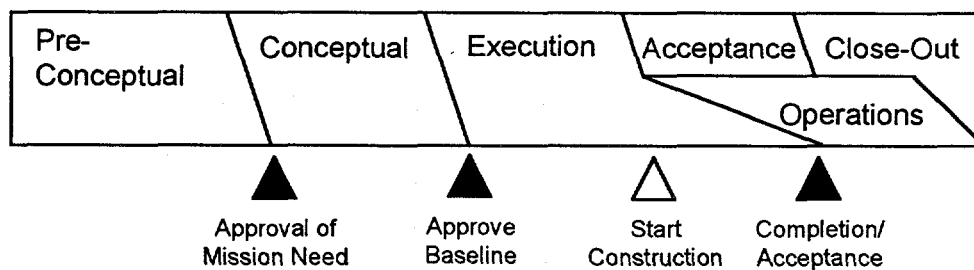 Pre-
Conceptual
Conceptual
Execution
Acceptance
Close-Out
Operations
Approval of
Mission Need
Approve
Baseline
Start
Construction
Completion/
Acceptance